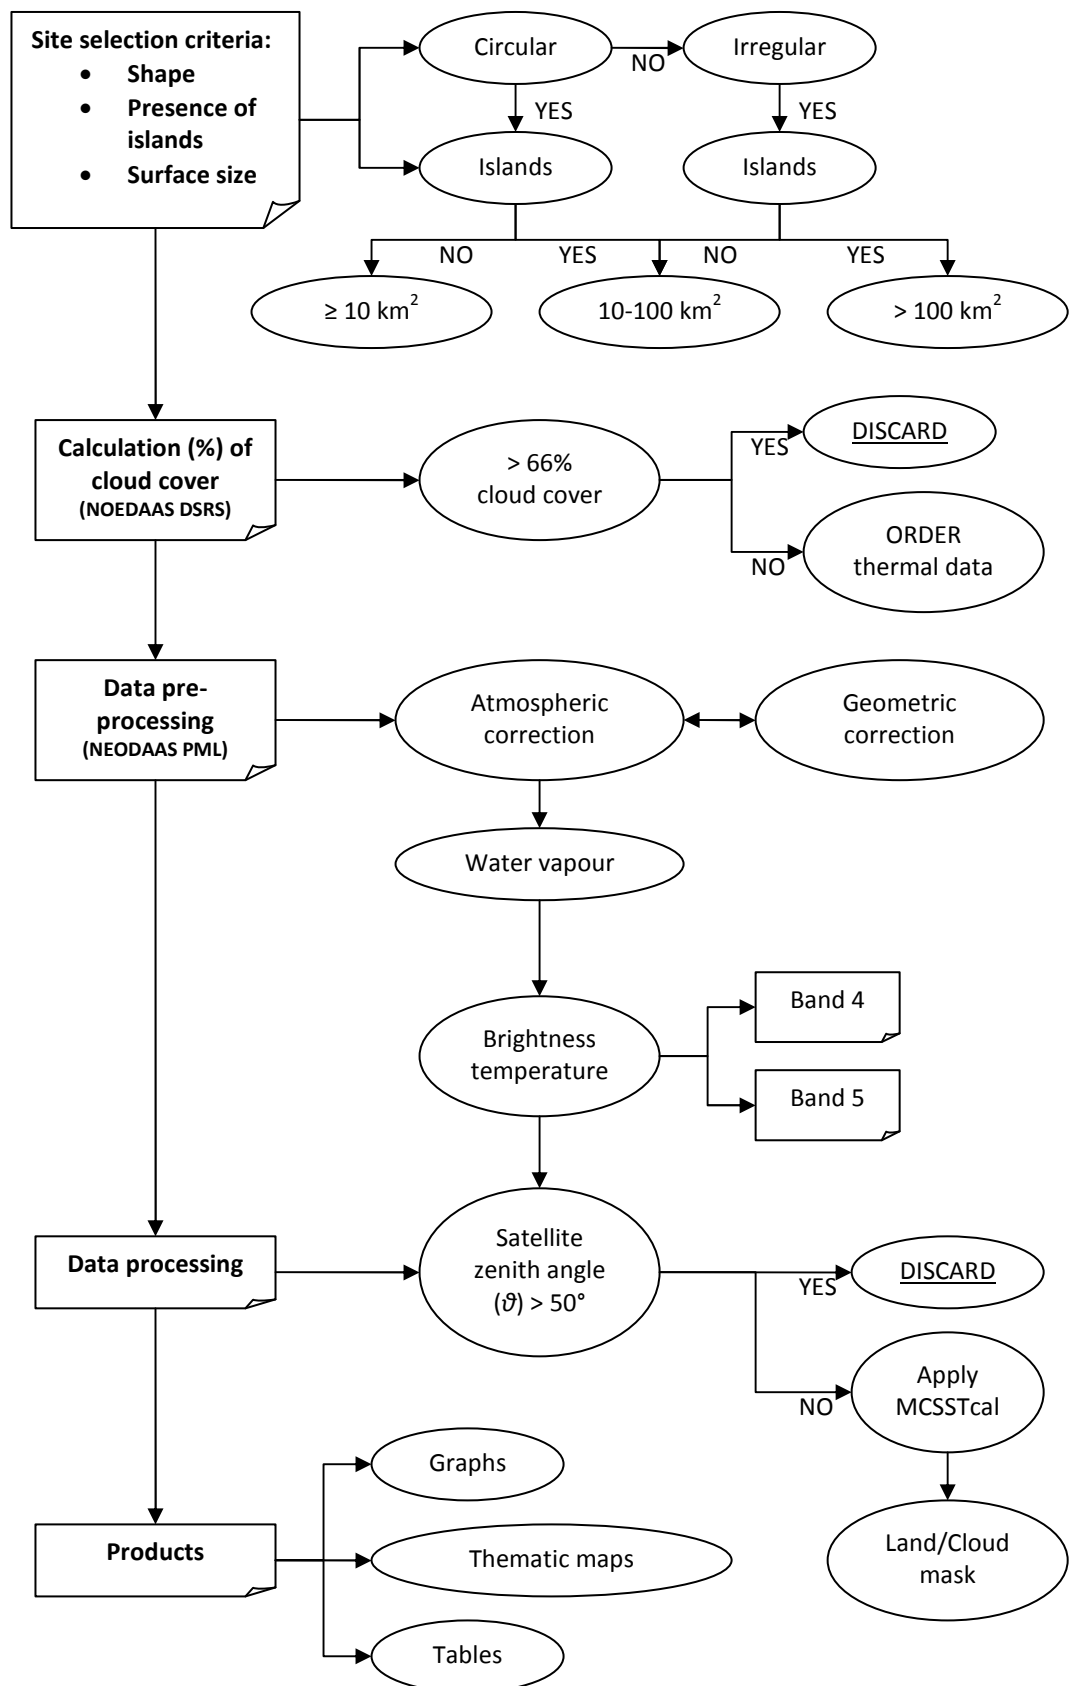 Site selection criteria:
• Shape
• Presence of
islands
• Surface size
Circular
NO
Irregular
YES
YES
Islands
Islands
NO
YES
NO
YES
≥ 10 km²
10-100 km²
> 100 km²
Calculation (%) of
cloud cover
(NOEDAAS DSRS)
> 66%
cloud cover
YES
DISCARD
NO
ORDER
thermal data
Data pre-
processing
(NEODAAS PML)
Atmospheric
correction
Geometric
correction
Water vapour
Brightness
temperature
Band 4
Band 5
Data processing
Satellite
zenith angle
(ϑ) > 50°
YES
DISCARD
NO
Apply
MCSSTcal
Land/Cloud
mask
Products
Graphs
Thematic maps
Tables